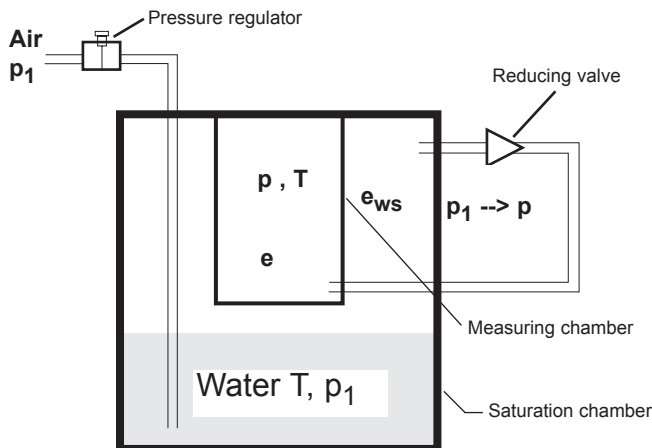 Pressure regulator
Air
p1
Reducing valve
p , T
ews
p1 --> p
e
Measuring chamber
Water T, p1
Saturation chamber